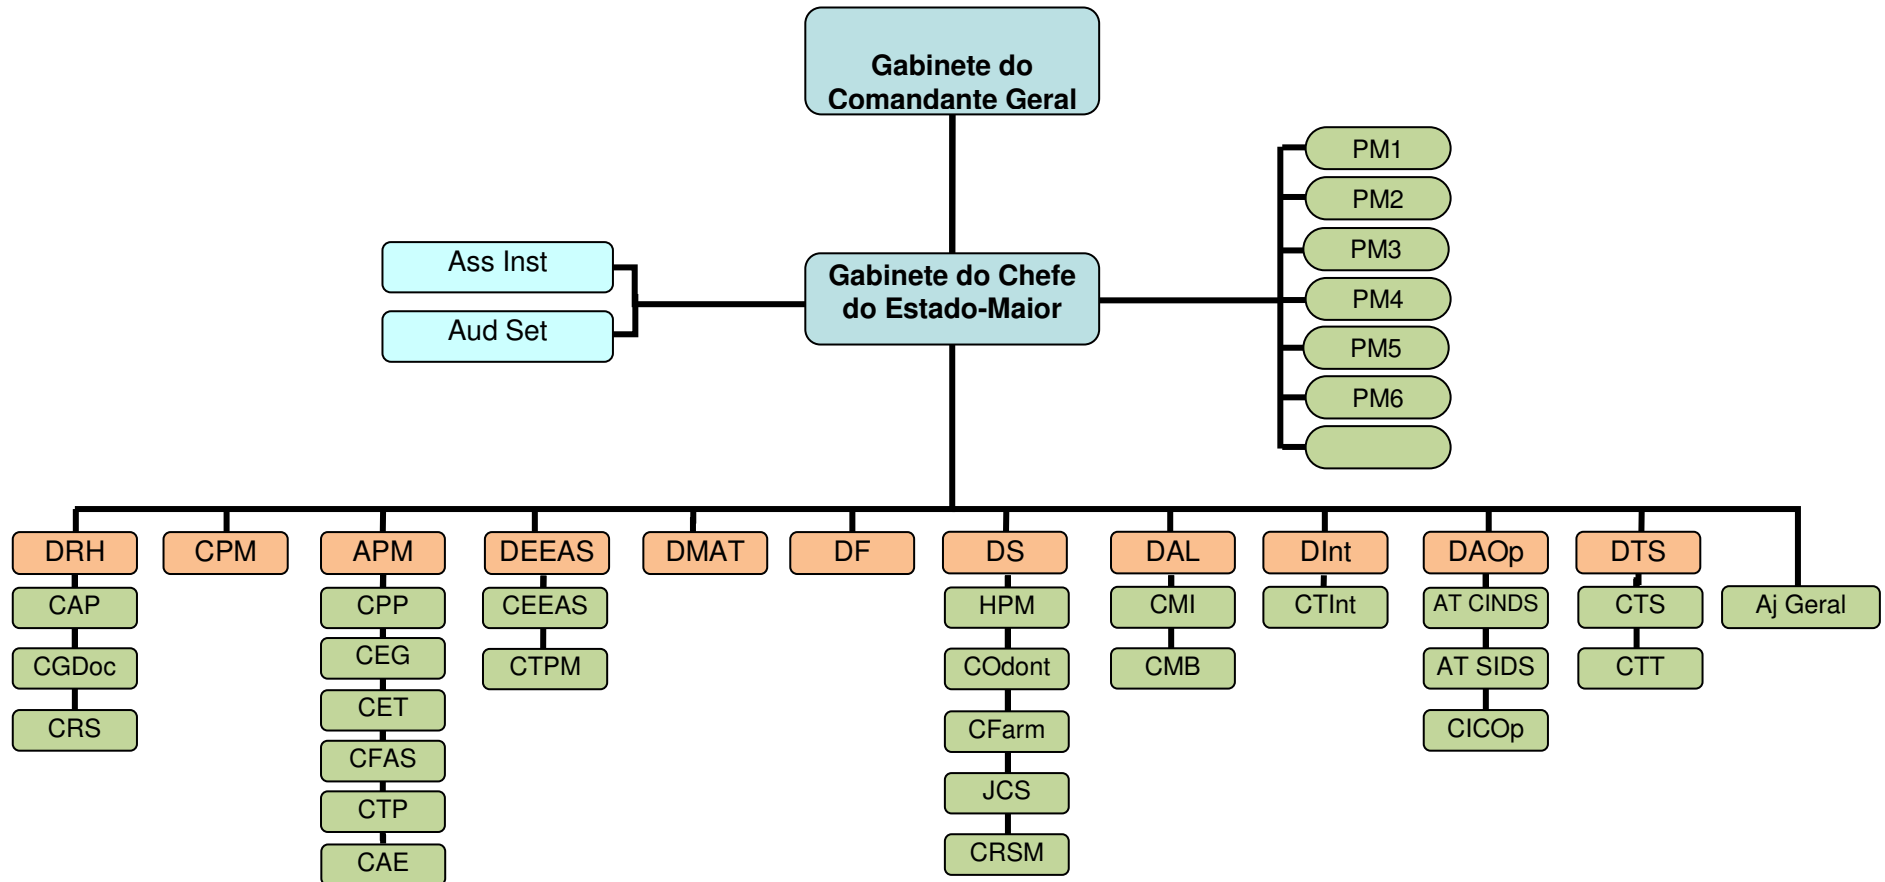 Gabinete do
Comandante Geral
PM1
PM2
PM3
PM4
PM5
PM6
Ass Inst
Aud Set
Gabinete do Chefe
do Estado-Maior
DRH
CPM
APM
DEEAS
DMAT
DF
DS
DAL
DInt
DAOp
DTS
CAP
CPP
CEEAS
HPM
CMI
CTInt
AT CINDS
CTS
Aj Geral
CGDoc
CEG
CTPM
COdont
CMB
AT SIDS
CTT
CRS
CET
CFarm
CICOp
CFAS
JCS
CTP
CRSM
CAE